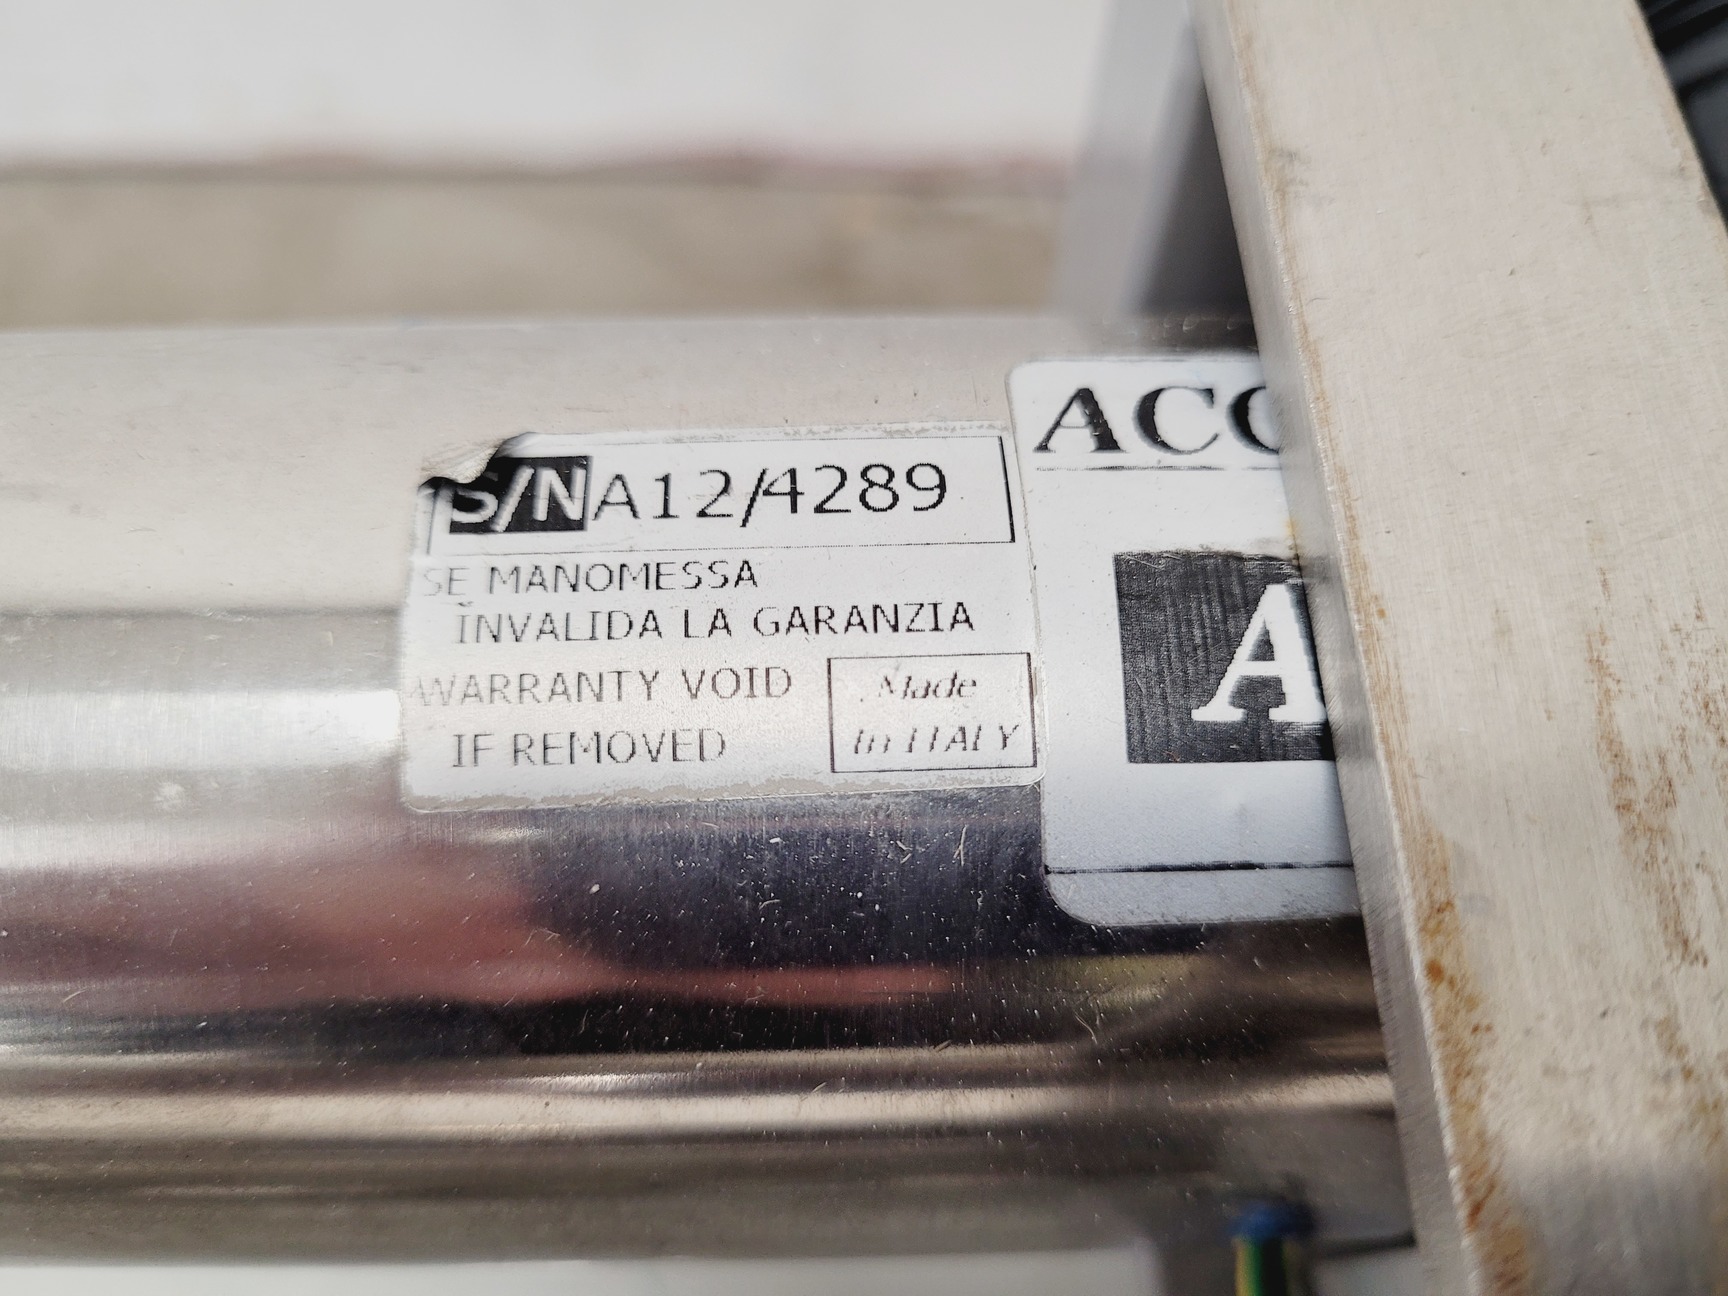 S/N A12/4289
SE MANOMESSA
INVALIDA LA GARANZIA
WARRANTY VOID
IF REMOVED
Made
In ITALY
ACC
A